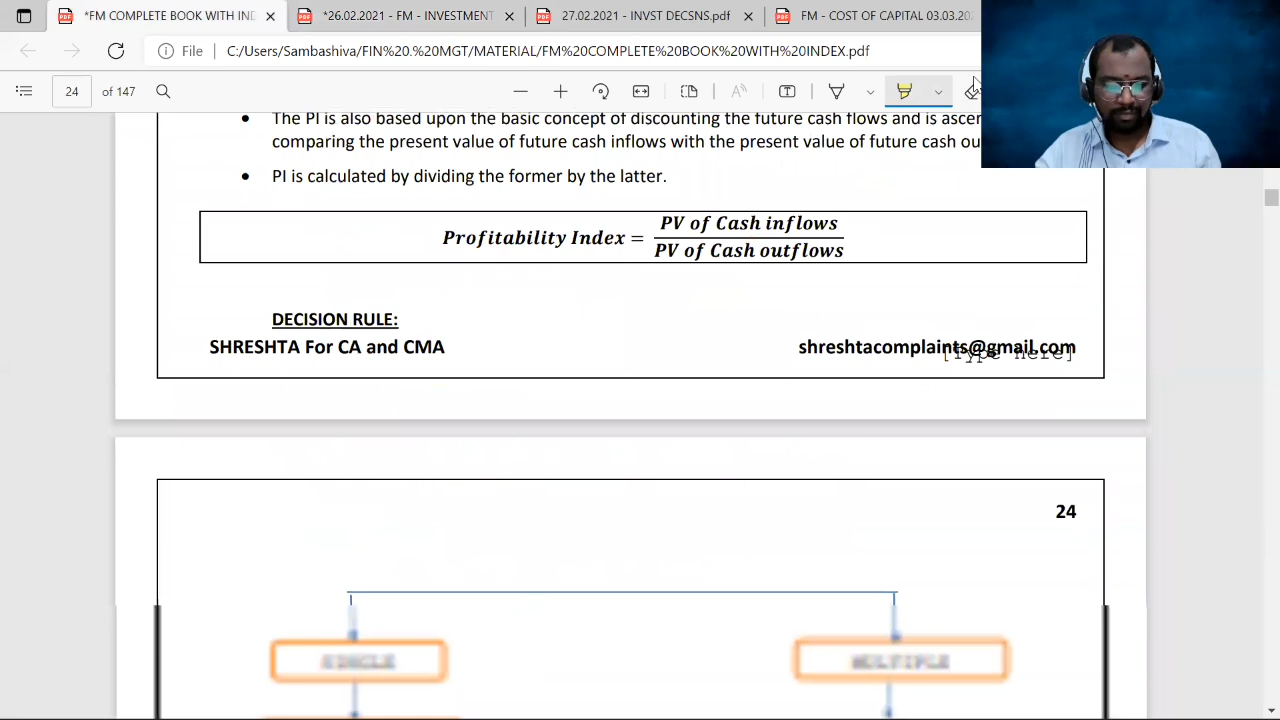 *FM COMPLETE BOOK WITH IND
*26.02.2021 - FM - INVESTMENT
27.02.2021 - INVST DECSNS.pdf
FM - COST OF CAPITAL 03.03.20
File
C:/Users/Sambashiva/FIN%20.%20MGT/MATERIAL/FM%20COMPLETE%20BOOK%20WITH%20INDEX.pdf
24 of 147
• The PI is also based upon the basic concept of discounting the future cash flows and is
comparing the present value of future cash inflows with the present value of future cash
• PI is calculated by dividing the former by the latter.
Profitability Index = PV of Cash inflows
PV of Cash outflows
DECISION RULE:
SHRESHTA For CA and CMA shreshtacomplaints@gmail.com
[Type here]
24
SINGLE MULTIPLE